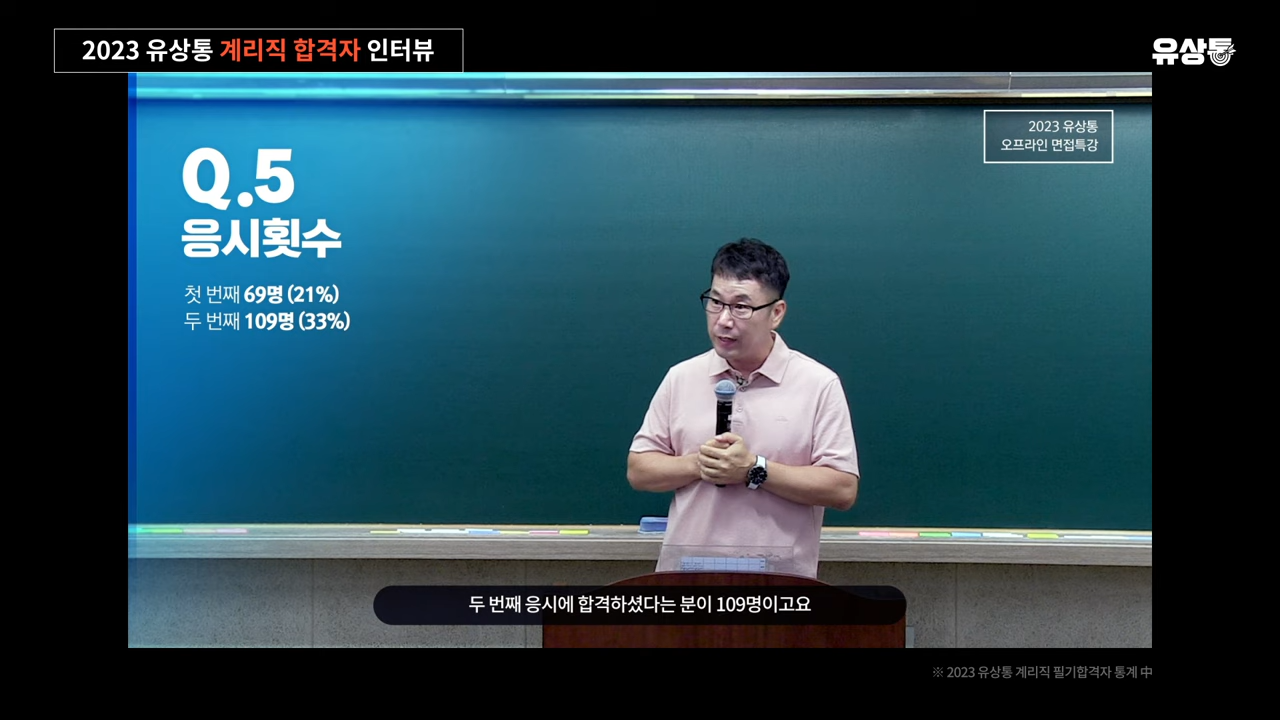 2023 유상통 계리직 합격자 인터뷰
유상통
2023 유상통
오프라인 면접특강
Q.5
응시횟수
첫 번째 69명 (21%)
두 번째 109명 (33%)
두 번째 응시에 합격하셨다는 분이 109명이고요
※ 2023 유상통 계리직 필기합격자 통계 中